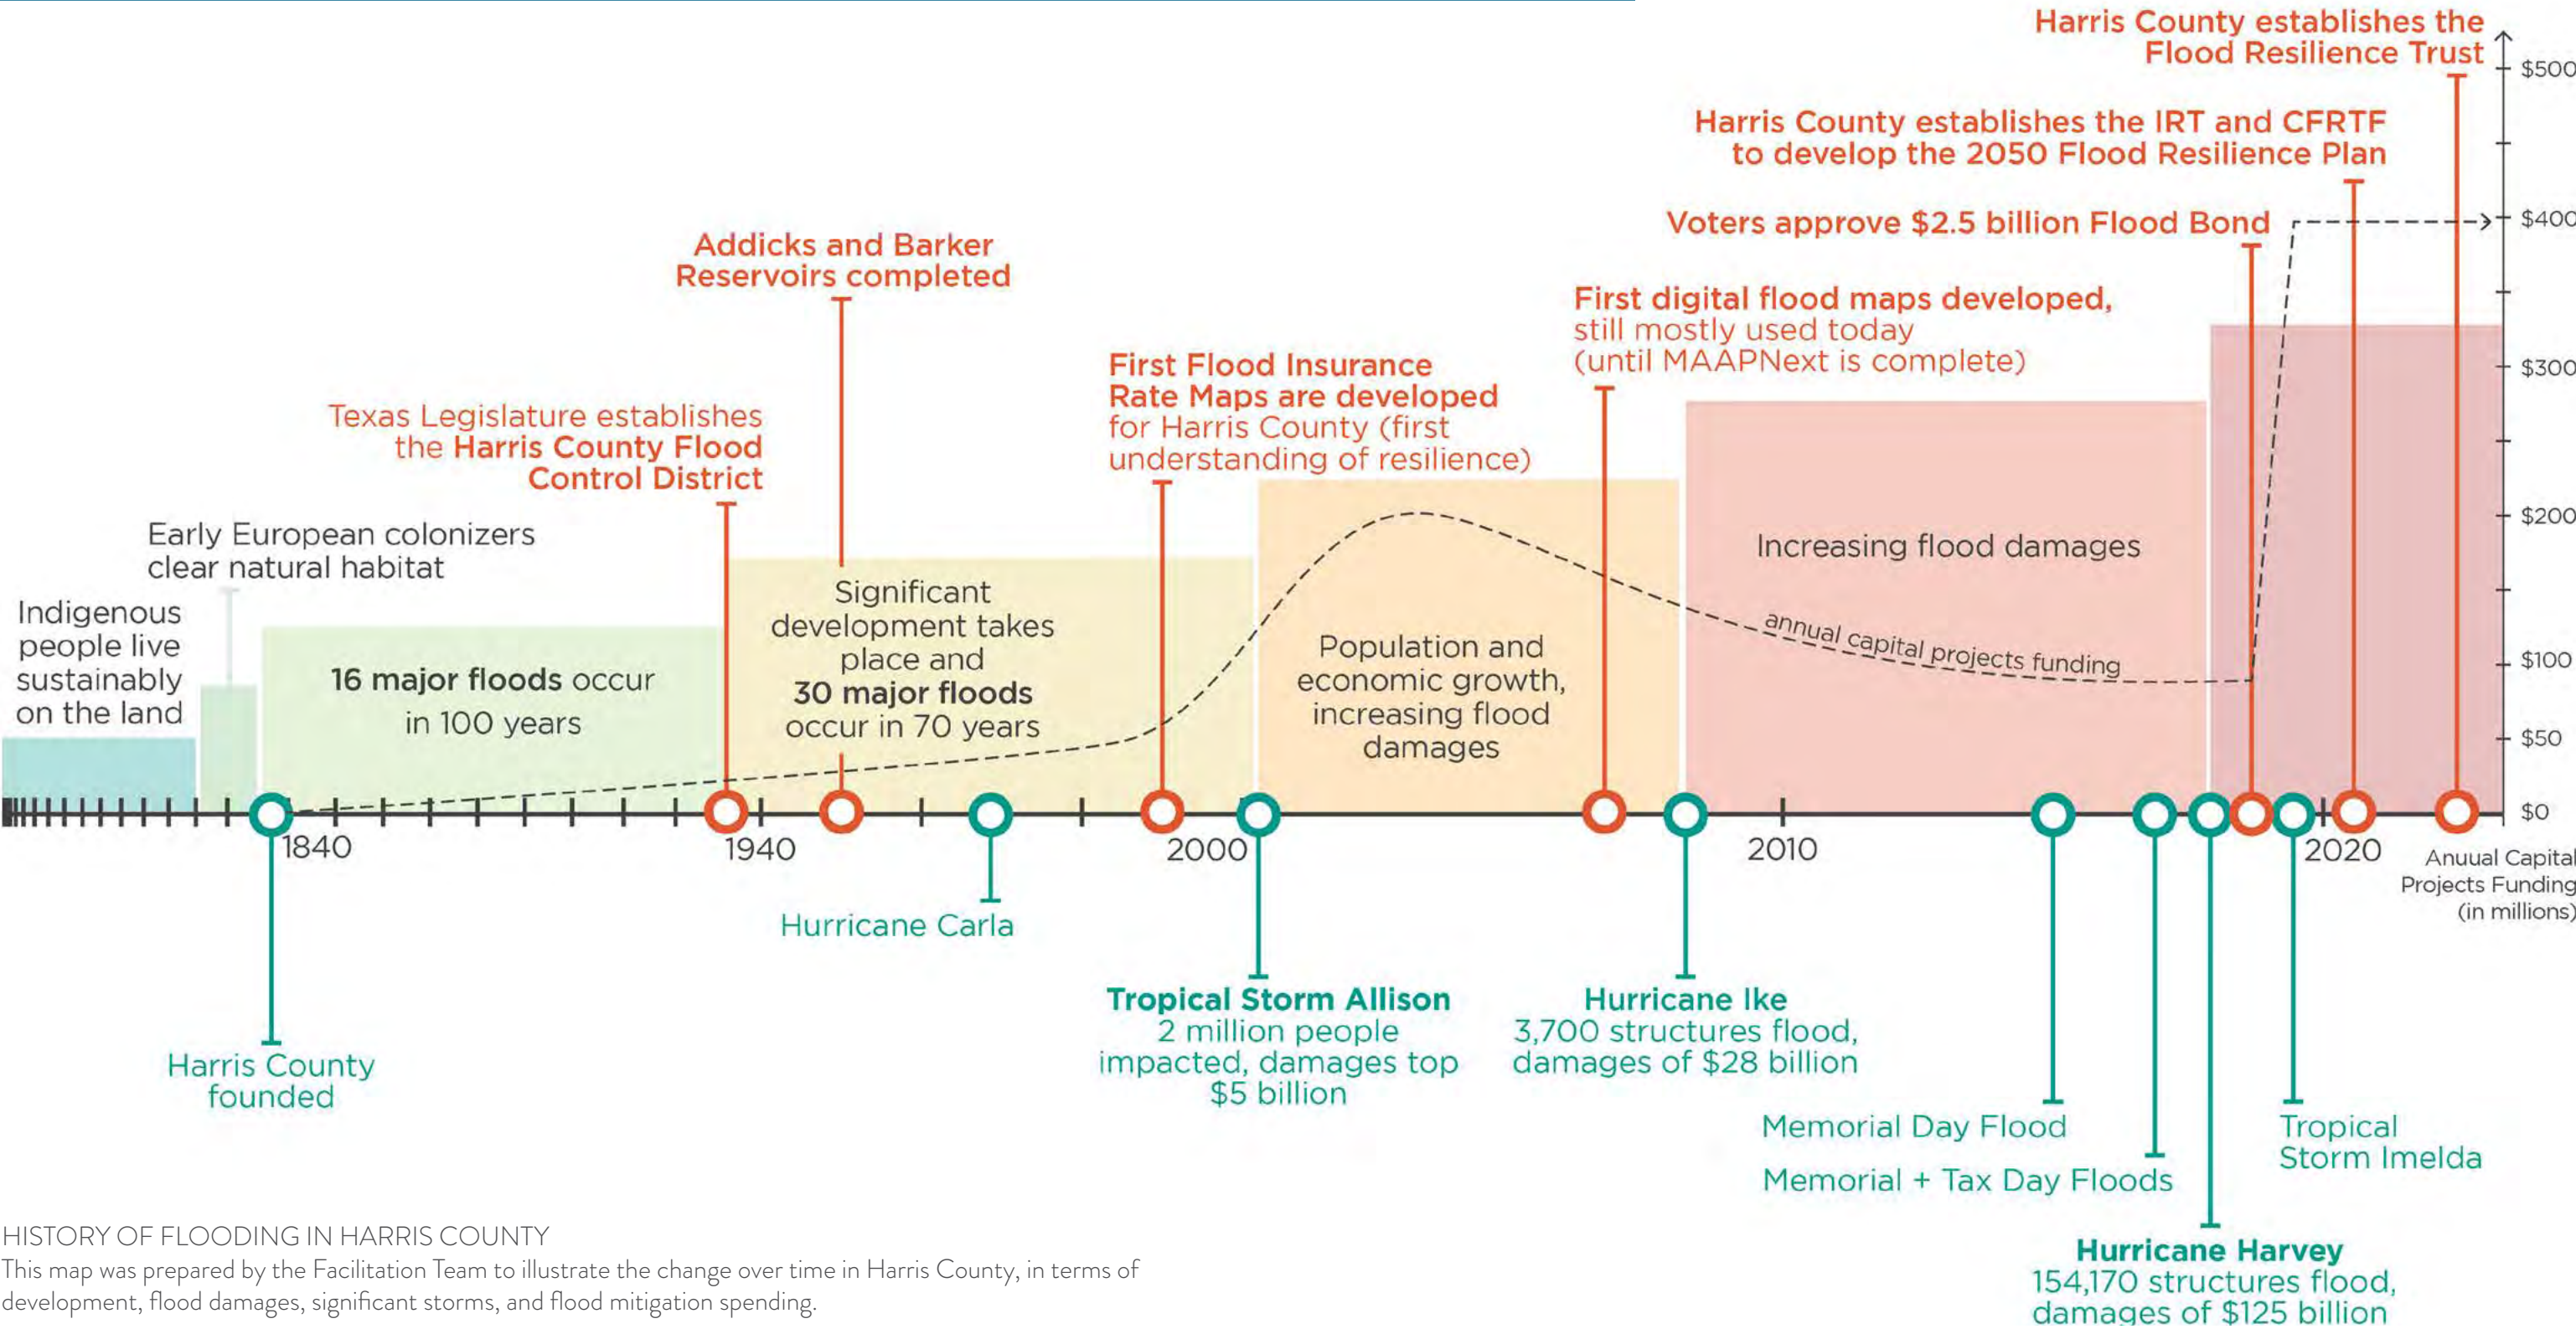 Harris County establishes the
Flood Resilience Trust
Harris County establishes the IRT and CFRTF
to develop the 2050 Flood Resilience Plan
Voters approve $2.5 billion Flood Bond
Addicks and Barker
Reservoirs completed
First digital flood maps developed,
still mostly used today
(until MAAPNext is complete)
First Flood Insurance
Rate Maps are developed
for Harris County (first
understanding of resilience)
Texas Legislature establishes
the Harris County Flood
Control District
Early European colonizers
clear natural habitat
Indigenous
people live
sustainably
on the land
16 major floods occur
in 100 years
Significant
development takes
place and
30 major floods
occur in 70 years
Population and
economic growth,
increasing flood
damages
Increasing flood damages
annual capital projects funding
$500
$400
$300
$200
$100
$50
$0
Anuual Capital
Projects Funding
(in millions)
1840
1940
2000
2010
2020
Harris County
founded
Hurricane Carla
Tropical Storm Allison
2 million people
impacted, damages top
$5 billion
Hurricane Ike
3,700 structures flood,
damages of $28 billion
Memorial Day Flood
Memorial + Tax Day Floods
Tropical
Storm Imelda
Hurricane Harvey
154,170 structures flood,
damages of $125 billion
HISTORY OF FLOODING IN HARRIS COUNTY
This map was prepared by the Facilitation Team to illustrate the change over time in Harris County, in terms of
development, flood damages, significant storms, and flood mitigation spending.